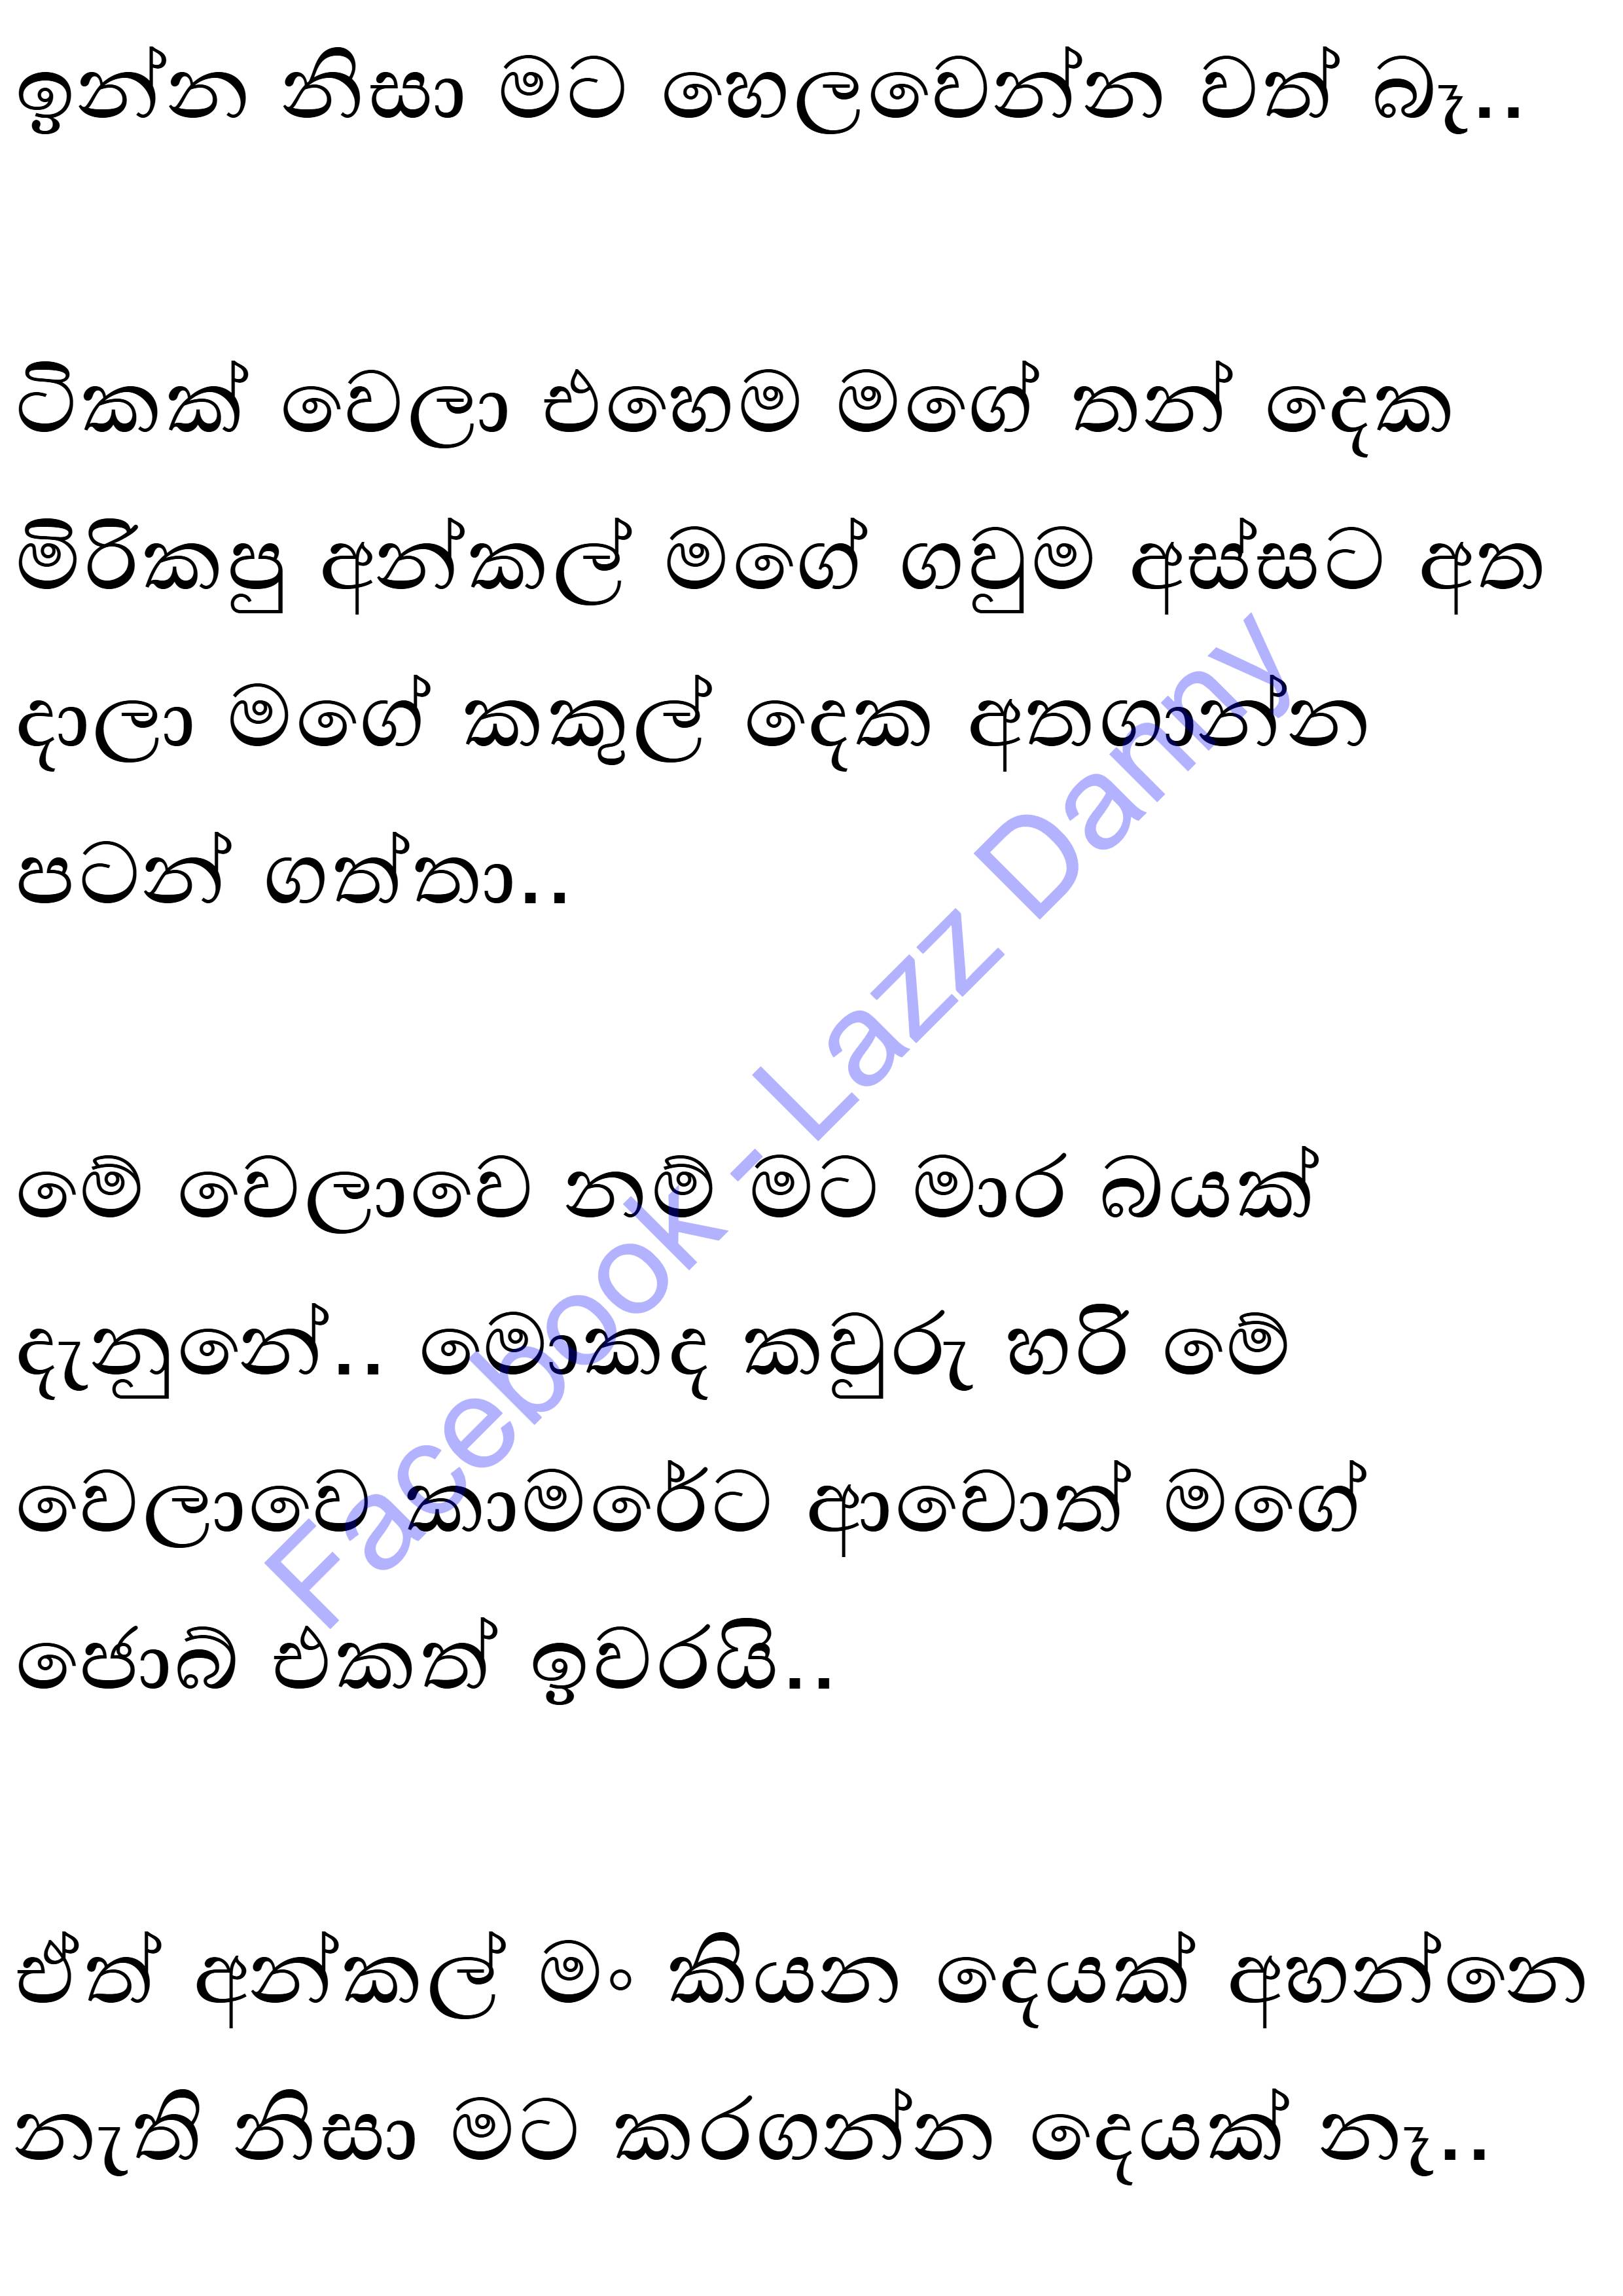 ඉන්න නිසා මට හෙලවෙන්න වත් බෑ..
ටිකක් වෙලා එහෙම මගේ තන් දෙක
මිරිකපු අන්කල් මගේ ගවුම අස්සට අත
දාලා මගේ කකුල් දෙක අතගාන්න
පටන් ගත්තා..
මේ වෙලාවෙ නම් මට මාර බයක්
දැනුනේ.. මොකද කවුරු හරි මේ
වෙලාවෙ කාමරේට ආවොත් මගේ
ජොබ් එකත් ඉවරයි..
ඒත් අන්කල් මං කියන දෙයක් අහන්නෙ
නැති නිසා මට කරගන්න දෙයක් නෑ..
Facebook - Lazz Danny